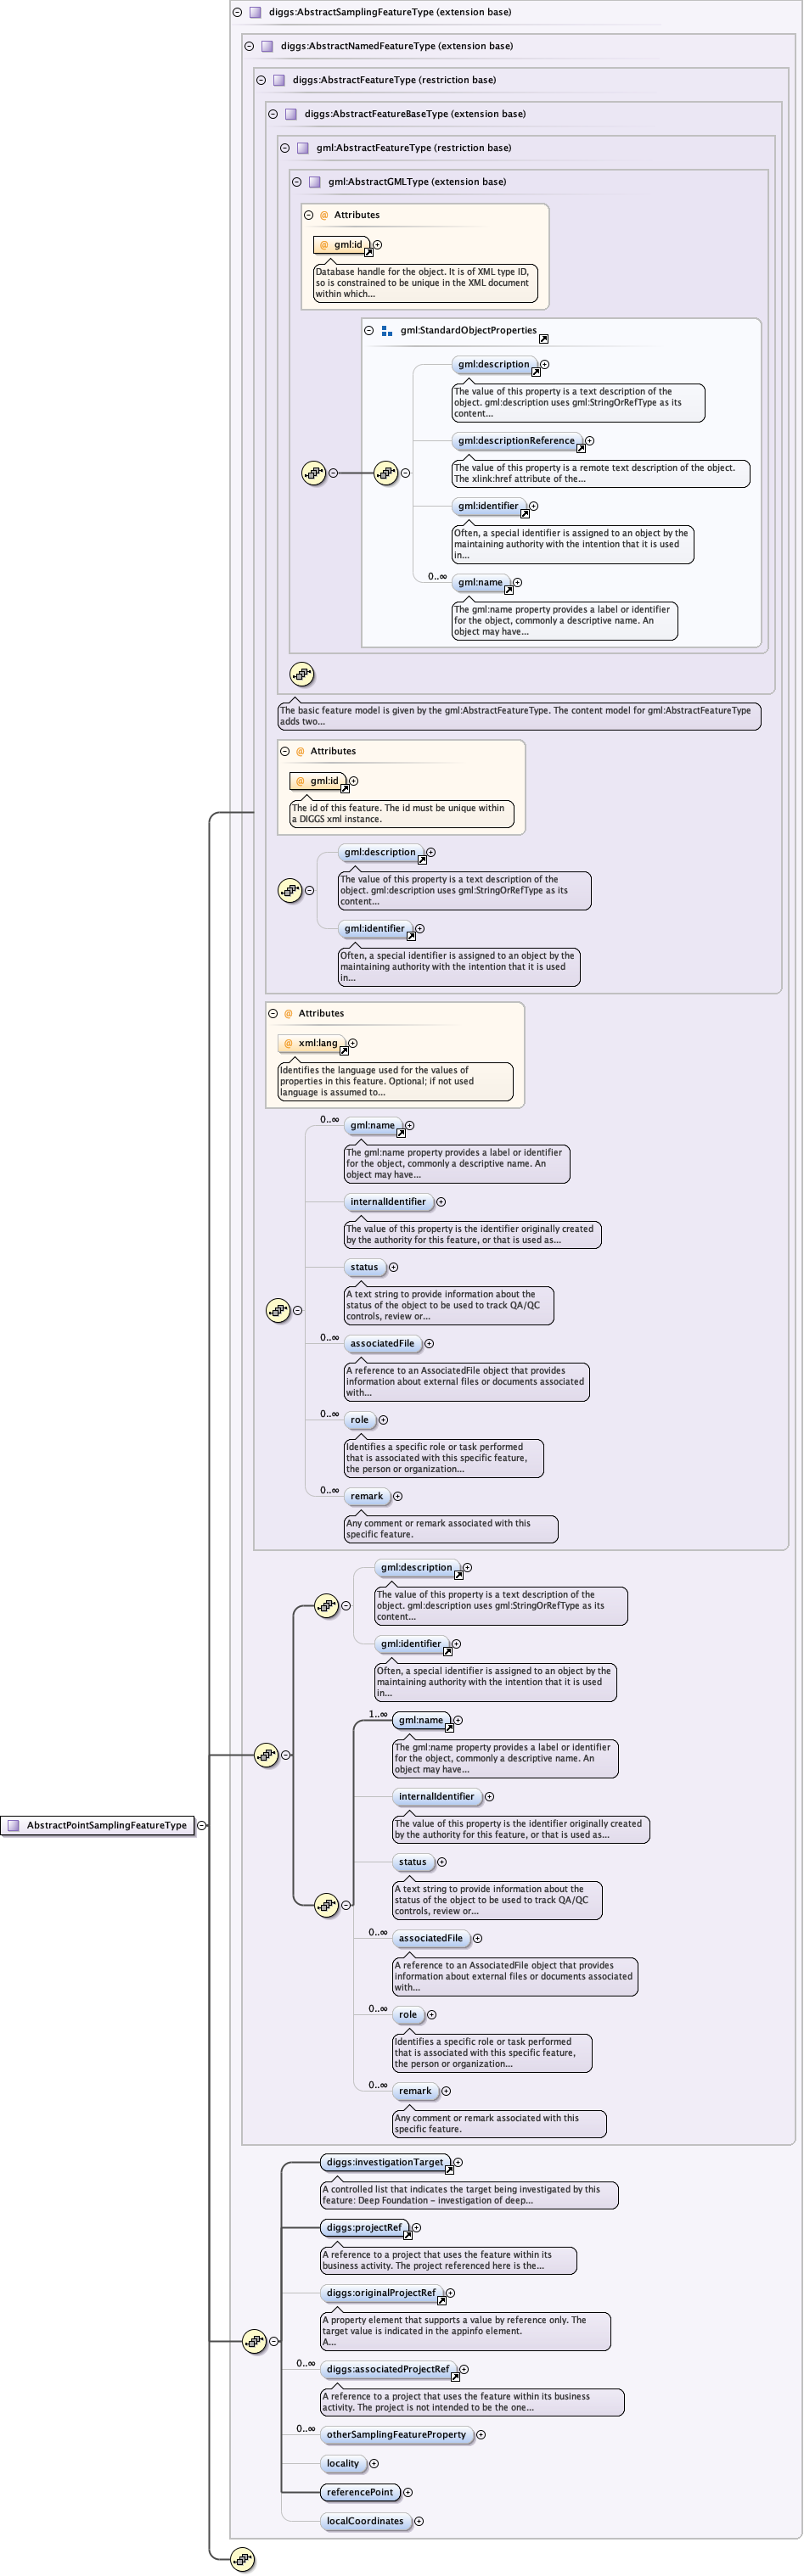 diggs:AbstractSamplingFeatureType (extension base)
diggs:AbstractNamedFeatureType (extension base)
diggs:AbstractFeatureType (restriction base)
diggs:AbstractFeatureBaseType (extension base)
gml:AbstractFeatureType (restriction base)
gml:AbstractGMLType (extension base)
@ Attributes
@ gml:id
Database handle for the object. It is of XML type ID,
so is constrained to be unique in the XML document
within which...
gml:StandardObjectProperties
gml:description
The value of this property is a text description of the
object. gml:description uses gml:StringOrRefType as its
content...
gml:descriptionReference
The value of this property is a remote text description of the object.
The xlink:href attribute of the...
gml:identifier
Often, a special identifier is assigned to an object by the
maintaining authority with the intention that it is used
in...
0..∞
gml:name
The gml:name property provides a label or identifier
for the object, commonly a descriptive name. An
object may have...
The basic feature model is given by the gml:AbstractFeatureType. The content model for gml:AbstractFeatureType
adds two...
@ Attributes
@ gml:id
The id of this feature. The id must be unique within
a DIGGS xml instance.
gml:description
The value of this property is a text description of the
object. gml:description uses gml:StringOrRefType as its
content...
gml:identifier
Often, a special identifier is assigned to an object by the
maintaining authority with the intention that it is used
in...
@ Attributes
@ xml:lang
Identifies the language used for the values of
properties in this feature. Optional; if not used
language is assumed to...
0..∞
gml:name
The gml:name property provides a label or identifier
for the object, commonly a descriptive name. An
object may have...
internalIdentifier
The value of this property is the identifier originally created
by the authority for this feature, or that is used as...
status
A text string to provide information about the
status of the object to be used to track QA/QC
controls, review or...
0..∞
associatedFile
A reference to an AssociatedFile object that provides
information about external files or documents associated
with...
0..∞
role
Identifies a specific role or task performed
that is associated with this specific feature,
the person or organization...
0..∞
remark
Any comment or remark associated with this
specific feature.
gml:description
The value of this property is a text description of the
object. gml:description uses gml:StringOrRefType as its
content...
gml:identifier
Often, a special identifier is assigned to an object by the
maintaining authority with the intention that it is used
in...
1..∞
gml:name
The gml:name property provides a label or identifier
for the object, commonly a descriptive name. An
object may have...
internalIdentifier
The value of this property is the identifier originally created
by the authority for this feature, or that is used as...
AbstractPointSamplingFeatureType
status
A text string to provide information about the
status of the object to be used to track QA/QC
controls, review or...
0..∞
associatedFile
A reference to an AssociatedFile object that provides
information about external files or documents associated
with...
0..∞
role
Identifies a specific role or task performed
that is associated with this specific feature,
the person or organization...
0..∞
remark
Any comment or remark associated with this
specific feature.
diggs:investigationTarget
A controlled list that indicates the target being investigated by this
feature: Deep Foundation - investigation of deep...
diggs:projectRef
A reference to a project that uses the feature within its
business activity. The project referenced here is the...
diggs:originalProjectRef
A property element that supports a value by reference only. The
target value is indicated in the appinfo element.
A...
0..∞
diggs:associatedProjectRef
A reference to a project that uses the feature within its business
activity. The project is not intended to be the one...
0..∞
otherSamplingFeatureProperty
locality
referencePoint
localCoordinates